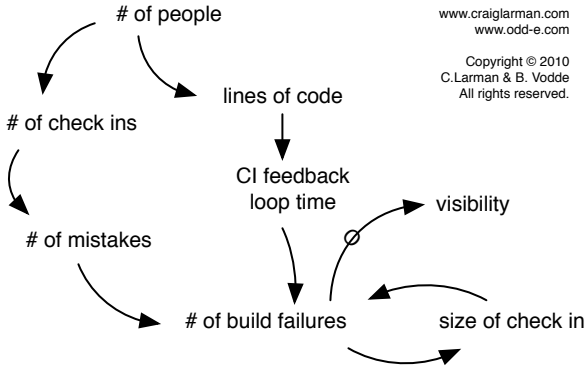 # of people
www.craiglarman.com
www.odd-e.com
Copyright © 2010
C.Larman & B. Vodde
All rights reserved.
lines of code
# of check ins
CI feedback
loop time
visibility
# of mistakes
# of build failures
size of check in